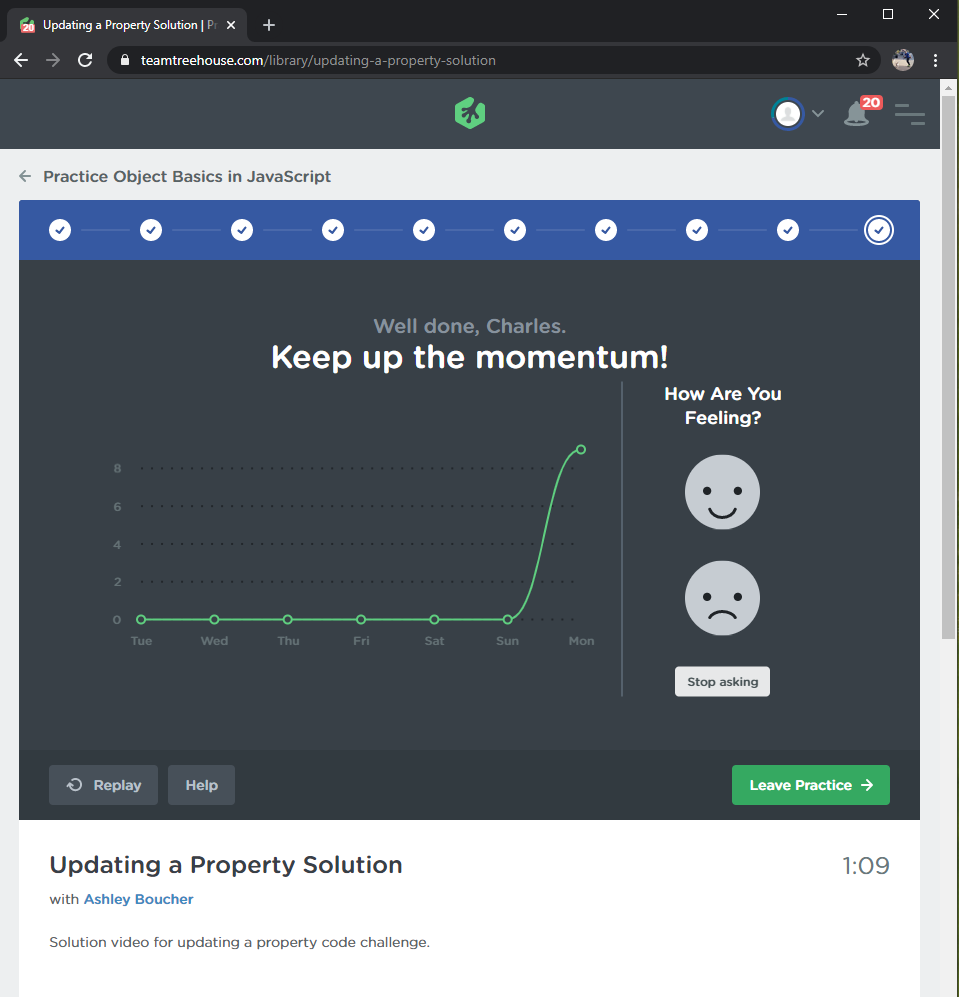 20
Updating a Property Solution | Pr
teamtreehouse.com/library/updating-a-property-solution
20
Practice Object Basics in JavaScript
Well done, Charles.
Keep up the momentum!
How Are You
Feeling?
8
6
4
2
0
Tue Wed Thu Fri Sat Sun Mon
Stop asking
Replay Help Leave Practice
Updating a Property Solution 1:09
with Ashley Boucher
Solution video for updating a property code challenge.